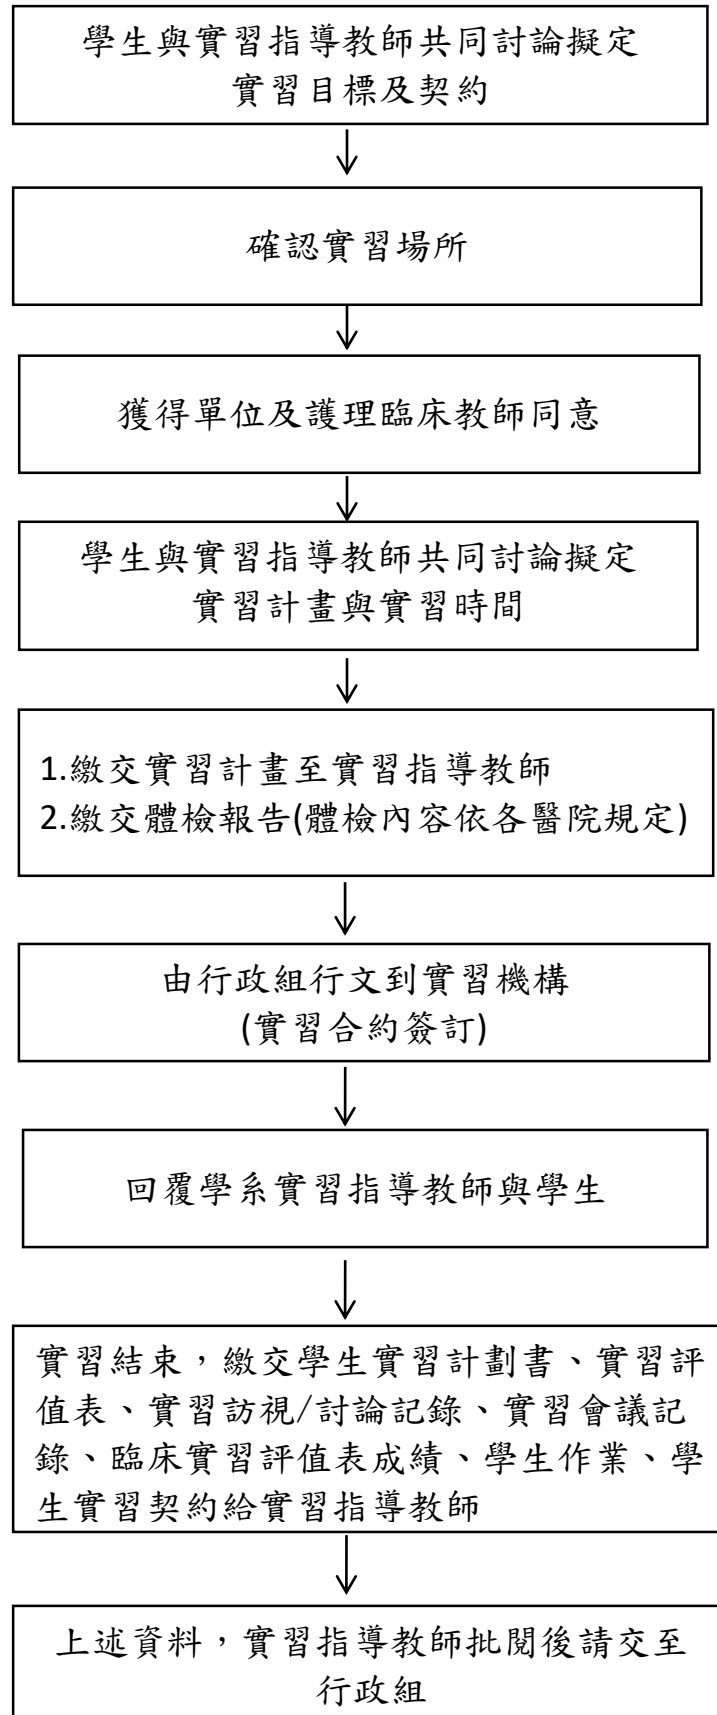 學生與實習指導教師共同討論擬定
實習目標及契約
確認實習場所
獲得單位及護理臨床教師同意
學生與實習指導教師共同討論擬定
實習計畫與實習時間
1.繳交實習計畫至實習指導教師
2.繳交體檢報告(體檢內容依各醫院規定)
由行政組行文到實習機構
(實習合約簽訂)
回覆學系實習指導教師與學生
實習結束，繳交學生實習計劃書、實習評
值表、實習訪視/討論記錄、實習會議記
錄、臨床實習評值表成績、學生作業、學
生實習契約給實習指導教師
上述資料，實習指導教師批閱後請交至
行政組